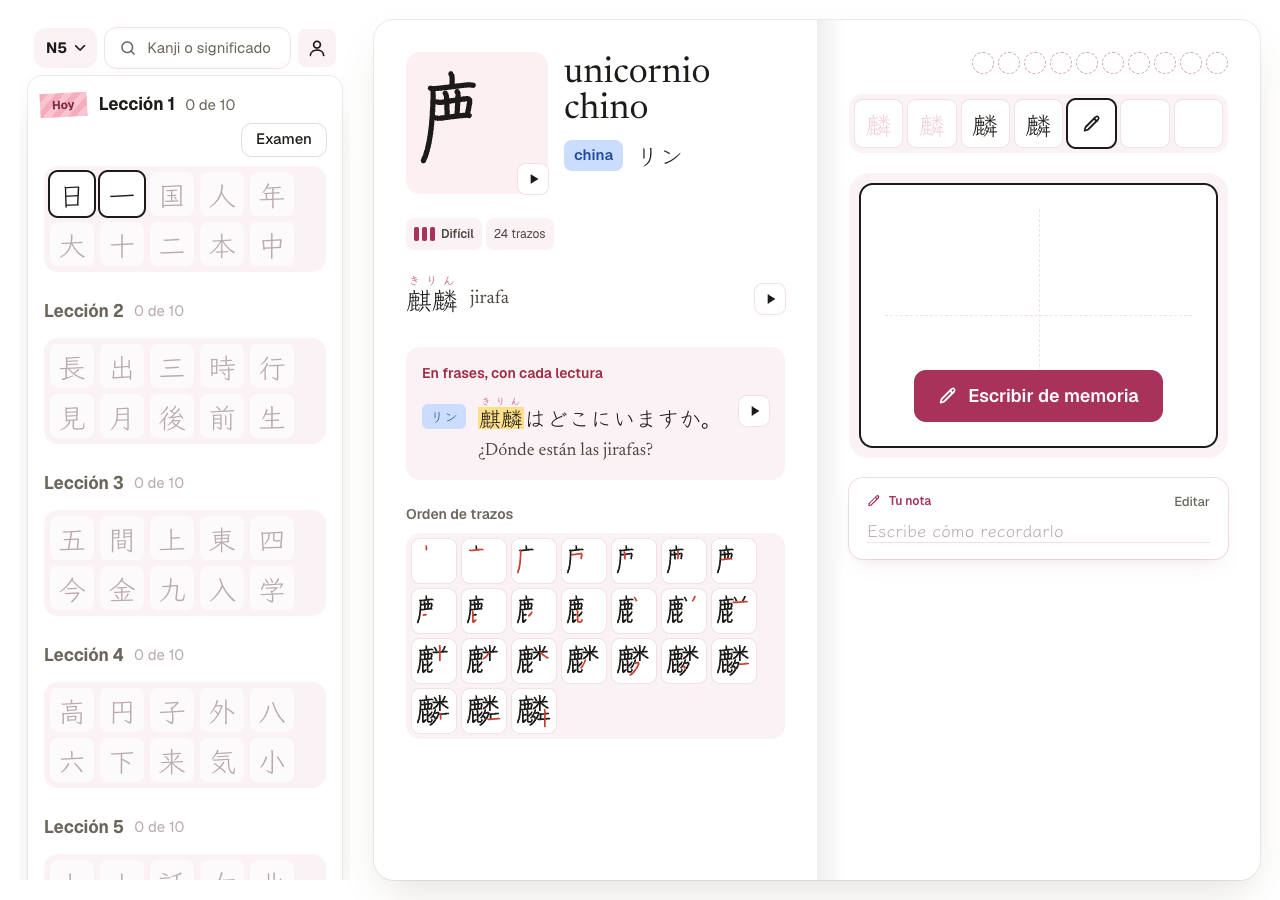 N5
Kanji o significado
Hoy
Lección 1 0 de 10
Examen
日 一 国 人 年
大 十 二 本 中
Lección 2 0 de 10
長 出 三 時 行
見 月 後 前 生
Lección 3 0 de 10
五 間 上 東 四
今 金 九 入 学
Lección 4 0 de 10
高 円 子 外 八
六 下 来 気 小
Lección 5 0 de 10
unicornio
chino
china リン
Difícil 24 trazos
きりん
麒麟 jirafa
En frases, con cada lectura
きりん
リン 麒麟はどこにいますか。
¿Dónde están las jirafas?
Orden de trazos
麟 麟 麟 麟
Escribir de memoria
Tu nota Editar
Escribe cómo recordarlo